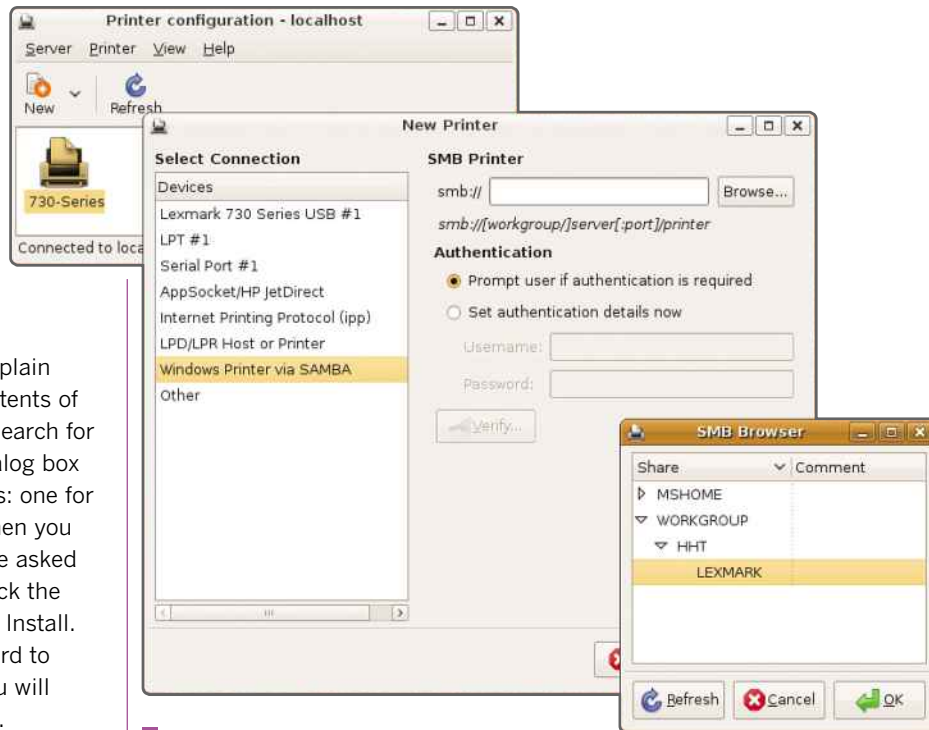 Printer configuration - localhost
Server Printer View Help
New Refresh
730-Series
Connected to loca
New Printer
Select Connection
Devices
Lexmark 730 Series USB #1
LPT #1
Serial Port #1
AppSocket/HP JetDirect
Internet Printing Protocol (ipp)
LPD/LPR Host or Printer
Windows Printer via SAMBA
Other
SMB Printer
smb:// Browse...
smb://[workgroup/]server[:port]/printer
Authentication
Prompt user if authentication is required
Set authentication details now
Username:
Password:
Verify...
SMB Browser
Share Comment
MSHOME
WORKGROUP
HHT
LEXMARK
Refresh Cancel OK
plain
tents of
earch for
alog box
s: one for
hen you
e asked
ck the
Install.
rd to
u will